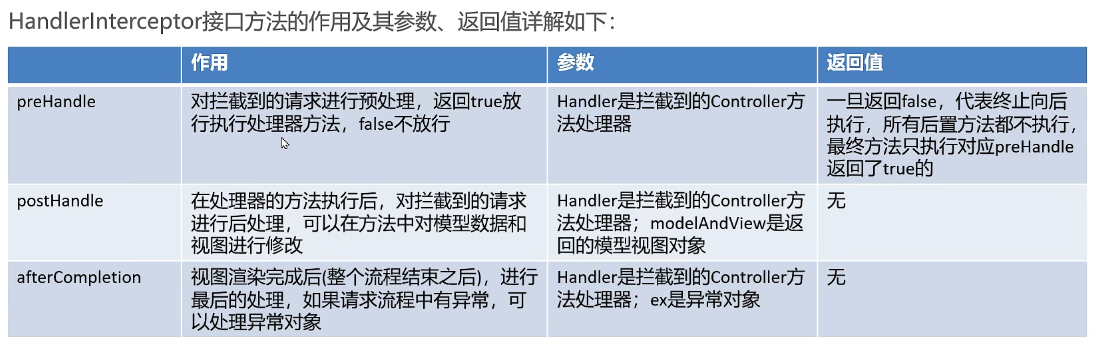 HandlerInterceptor接口方法的作用及其参数、返回值详解如下：
作用 参数 返回值
preHandle
对拦截到的请求进行预处理，返回true放
行执行处理器方法，false不放行
Handler是拦截到的Controller方
法处理器
一旦返回false，代表终止向后
执行，所有后置方法都不执行，
最终方法只执行对应preHandle
返回了true的
postHandle
在处理器的方法执行后，对拦截到的请求
进行后处理，可以在方法中对模型数据和
视图进行修改
Handler是拦截到的Controller方
法处理器；modelAndView是返
回的模型视图对象
无
afterCompletion
视图渲染完成后(整个流程结束之后)，进行
最后的处理，如果请求流程中有异常，可
以处理异常对象
Handler是拦截到的Controller方
法处理器；ex是异常对象
无